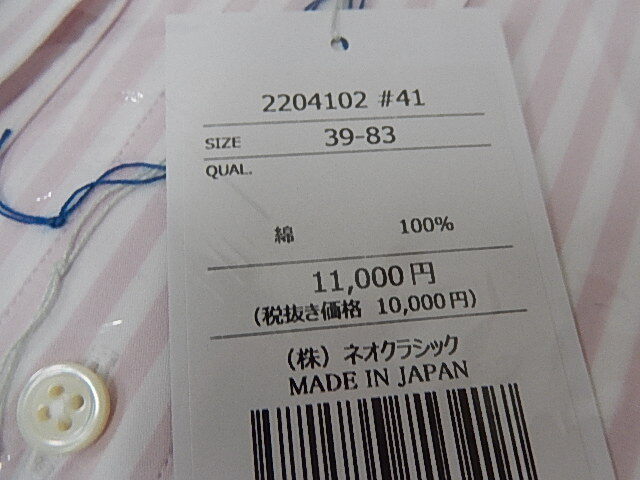 2204102 #41
SIZE 39-83
QUAL.
綿 100%
11,000円
(税抜き価格 10,000円)
(株) ネオクラシック
MADE IN JAPAN